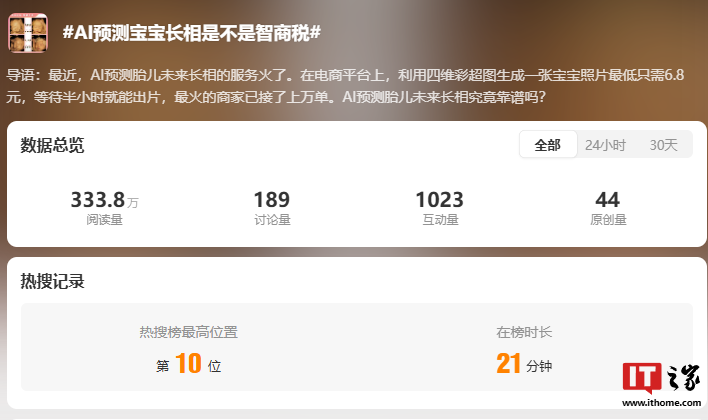 #AI预测宝宝长相是不是智商税#
导语：最近，AI预测胎儿未来长相的服务火了。在电商平台上，利用四维彩超图生成一张宝宝照片最低只需6.8
元，等待半小时就能出片，最火的商家已接了上万单。AI预测胎儿未来长相究竟靠谱吗？
数据总览 全部 24小时 30天
333.8万 189 1023 44
阅读量 讨论量 互动量 原创量
热搜记录
热搜榜最高位置 在榜时长
第 10 位 21 分钟
IT之家
www.ithome.com